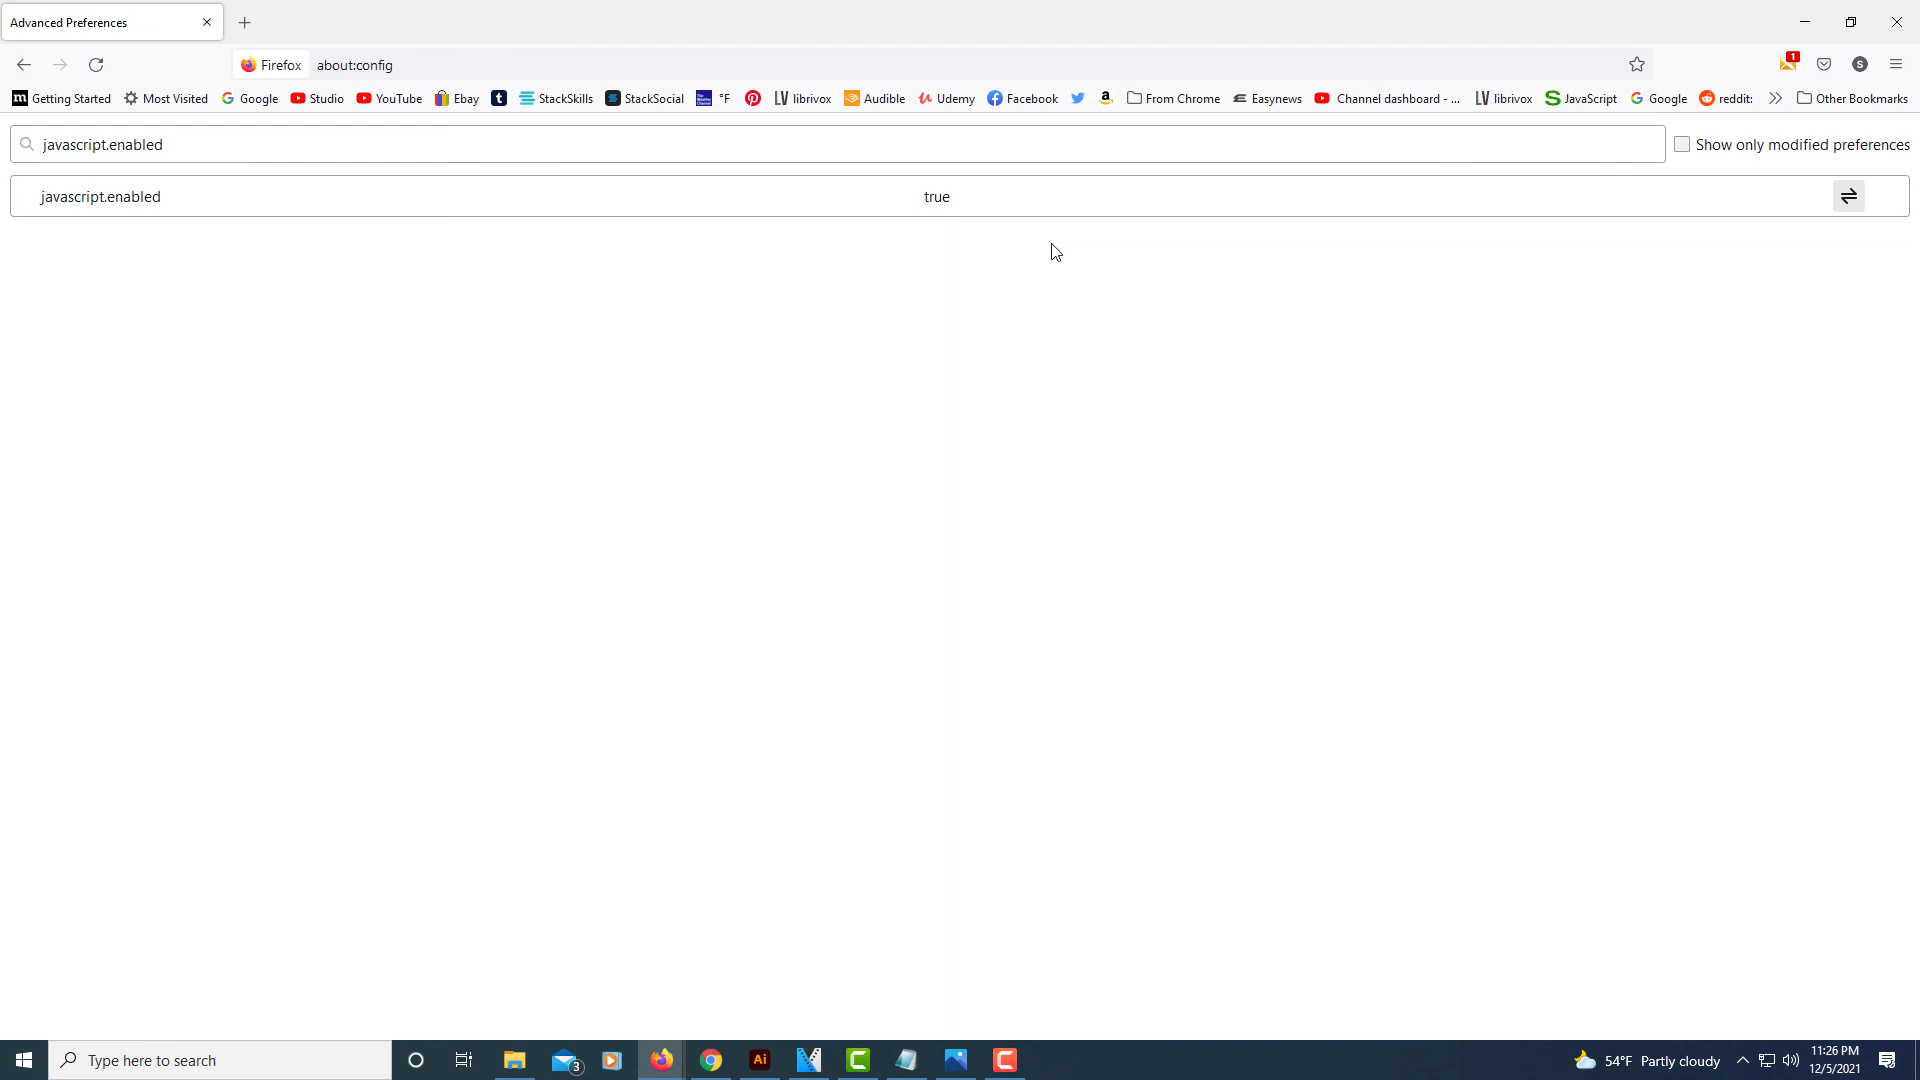 Advanced Preferences
Firefox about:config
Getting Started Most Visited Google Studio YouTube Ebay StackSkills StackSocial °F librivox Audible Udemy Facebook From Chrome Easynews Channel dashboard - ... librivox JavaScript Google reddit: Other Bookmarks
javascript.enabled Show only modified preferences
javascript.enabled true
Type here to search 3 Ai 54°F Partly cloudy 11:26 PM
12/5/2021